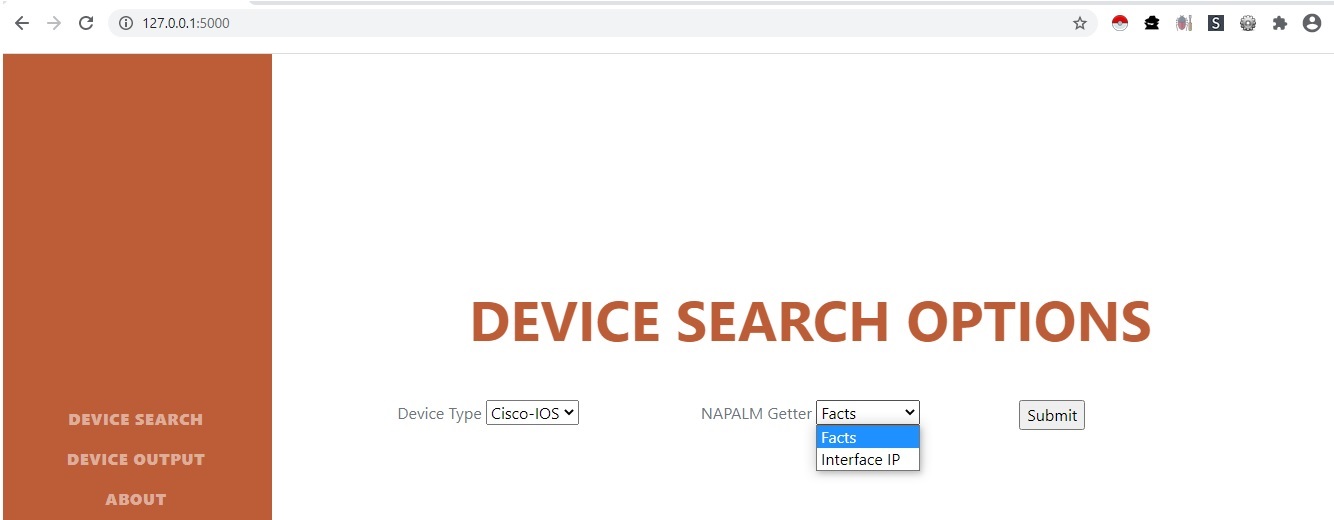 127.0.0.1:5000
S
DEVICE SEARCH OPTIONS
DEVICE SEARCH
Device Type Cisco-IOS NAPALM Getter Facts Submit
Facts
DEVICE OUTPUT
Interface IP
ABOUT